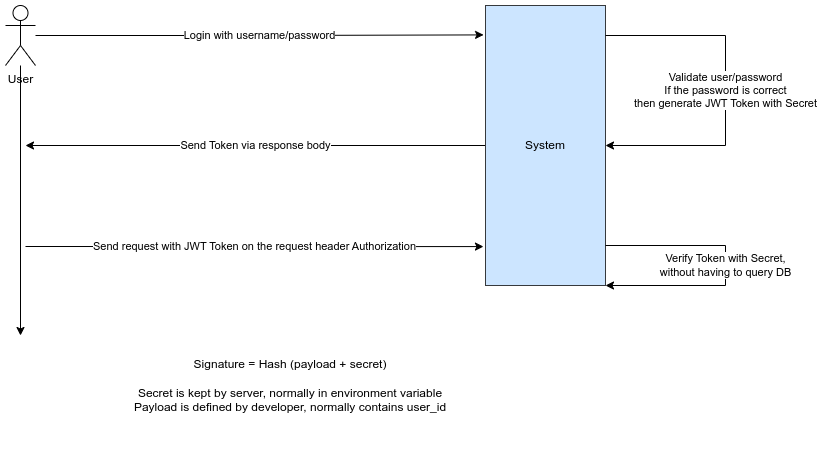 Login with username/password
User
Validate user/password
If the password is correct
then generate JWT Token with Secret
Send Token via response body
System
Send request with JWT Token on the request header Authorization
Verify Token with Secret,
without having to query DB
Signature = Hash (payload + secret)
Secret is kept by server, normally in environment variable
Payload is defined by developer, normally contains user_id